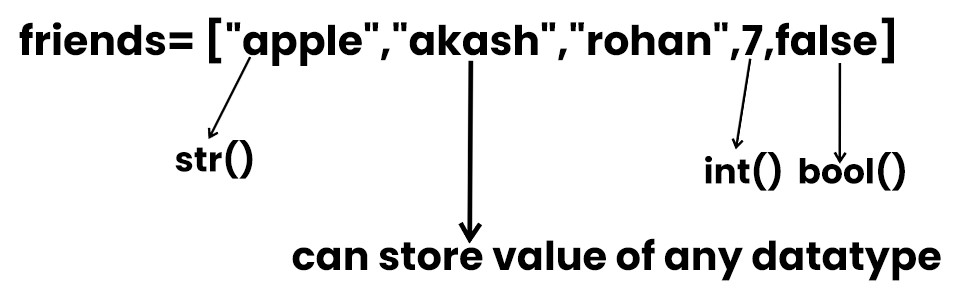 friends= ["apple","akash","rohan",7,false]
str()
int() bool()
can store value of any datatype